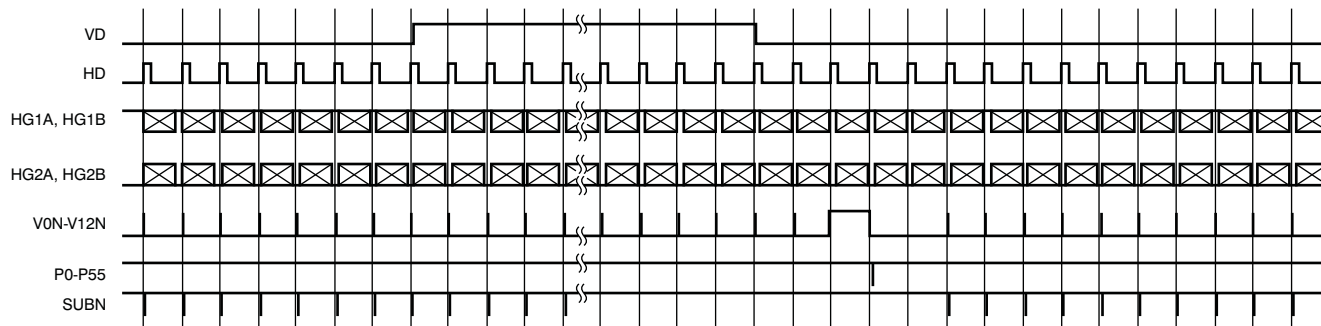 VD
HD
HG1A, HG1B
HG2A, HG2B
V0N-V12N
P0-P55
SUBN